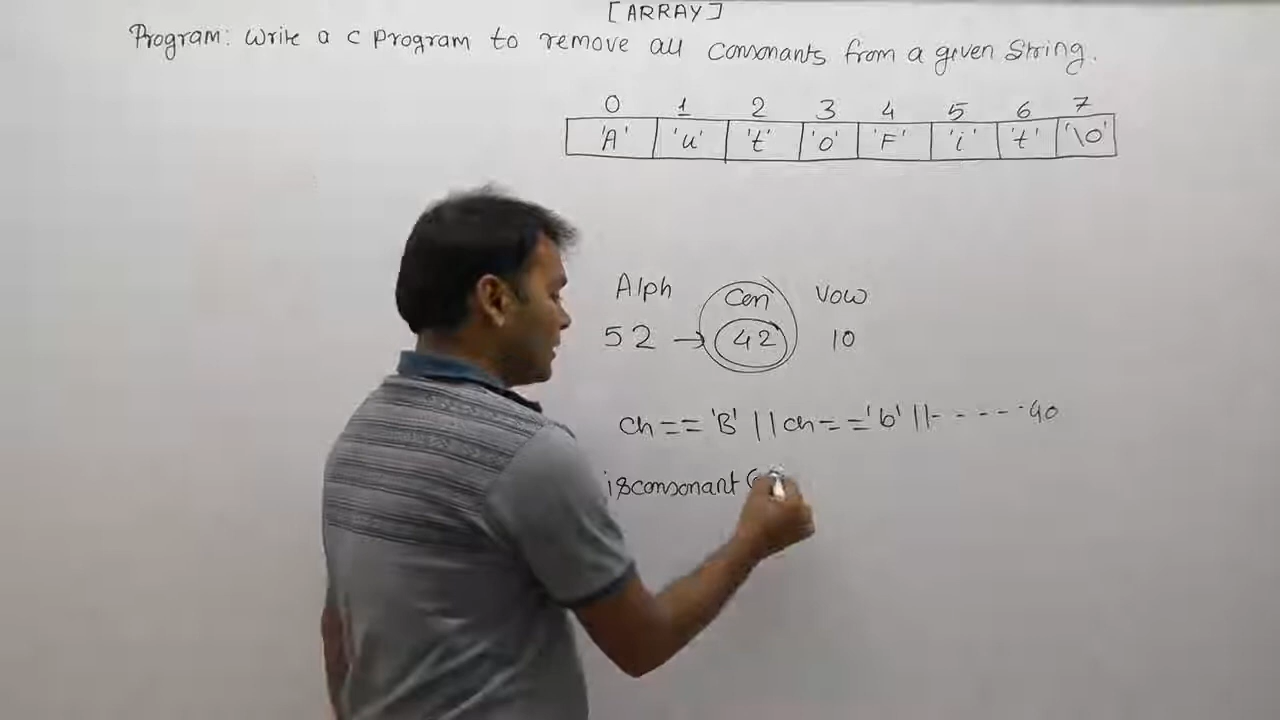 [ARRAY]
Program: Write a c program to remove all consonants from a given string.
0 1 2 3 4 5 6 7
'A' 'u' 't' 'o' 'F' 'i' 't' '\0'
Alph Con Vow
52 → 42 10
ch == 'B' || ch == 'b' || - - - - · 40
isconsonant (